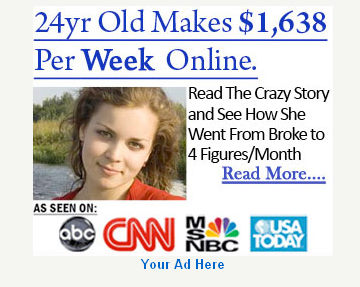 24yr Old Makes $1,638
Per Week Online.
Read The Crazy Story
and See How She
Went From Broke to
4 Figures/Month
Read More....
AS SEEN ON:
abc CNN MSNBC USA TODAY
Your Ad Here